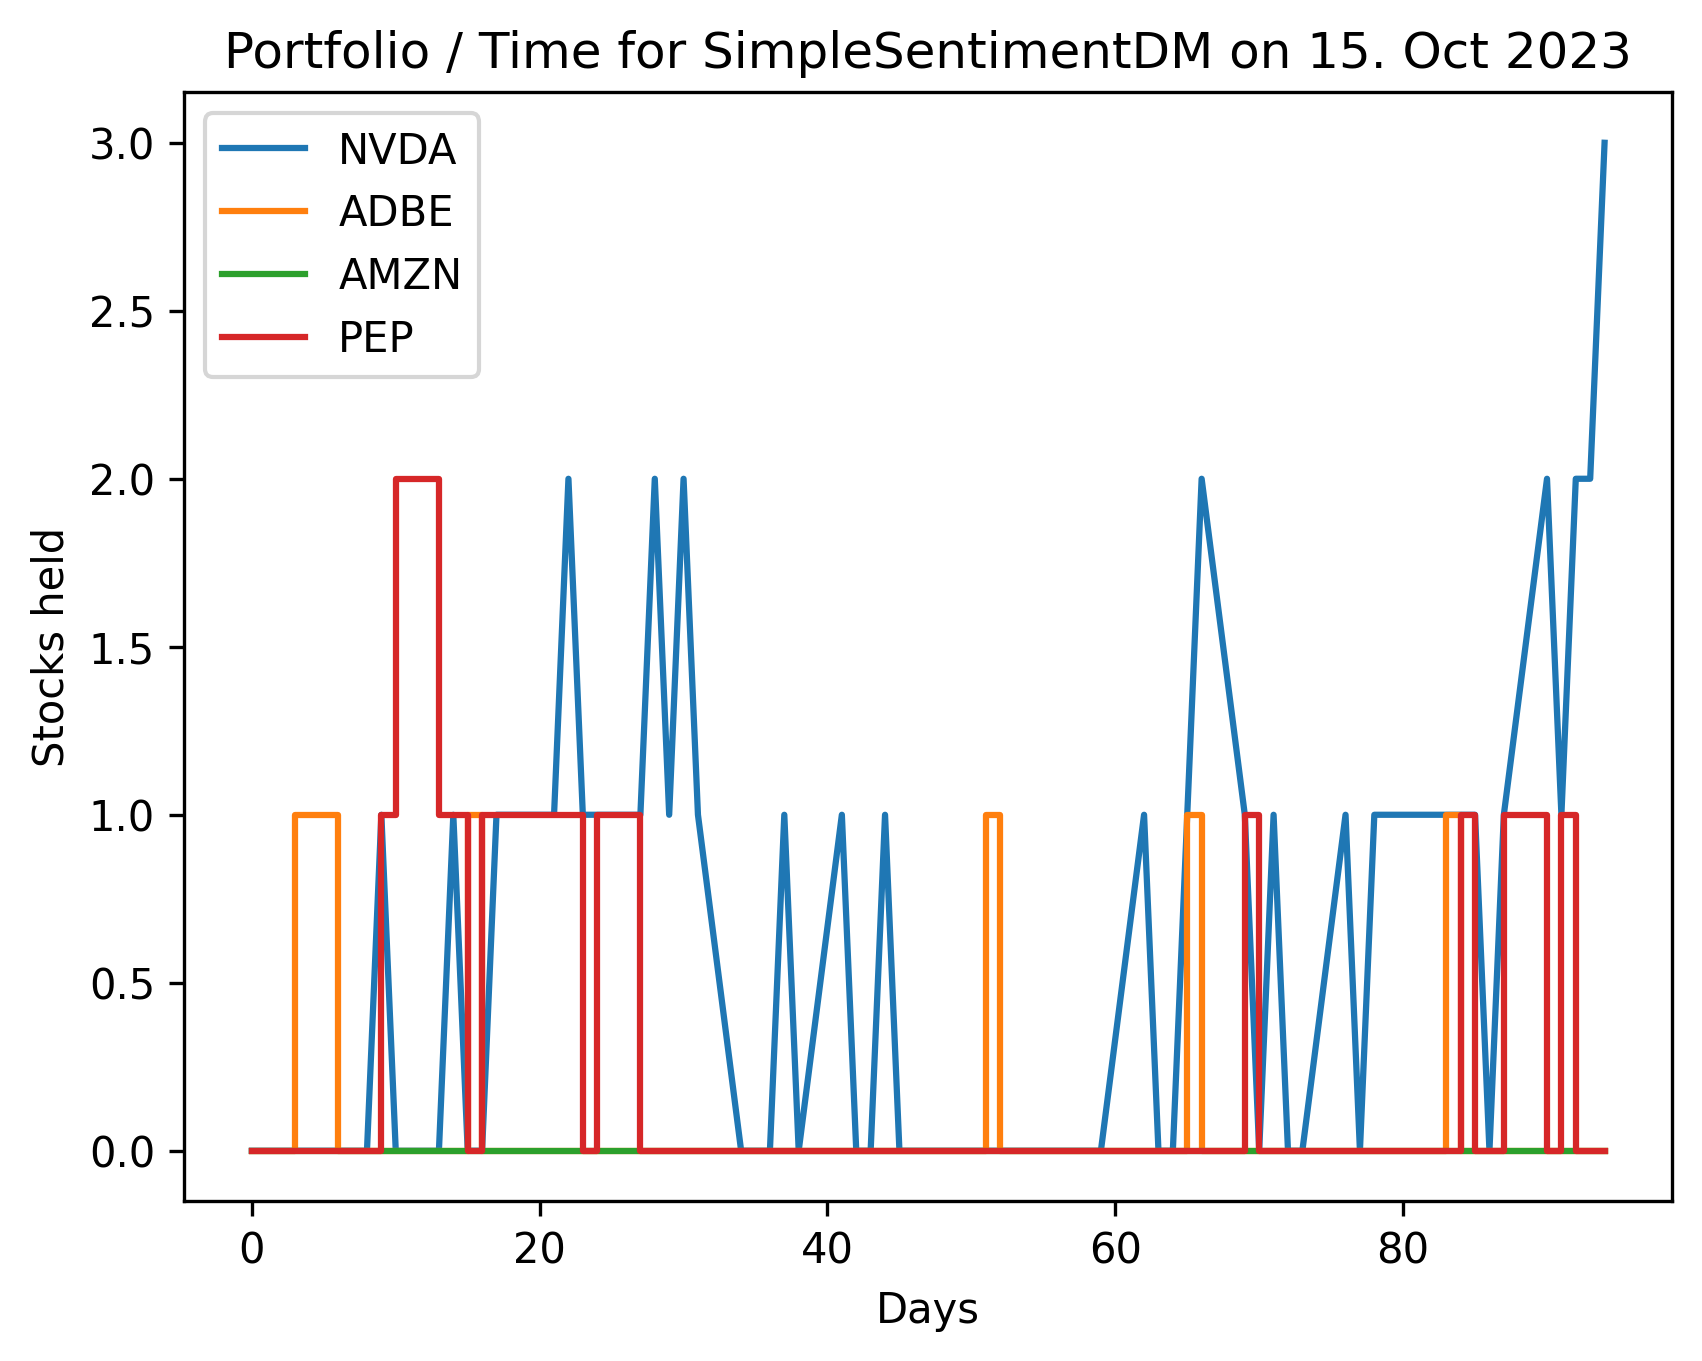 Portfolio / Time for SimpleSentimentDM on 15. Oct 2023
NVDA
ADBE
AMZN
PEP
3.0
2.5
2.0
1.5
1.0
0.5
0.0
Stocks held
0 20 40 60 80
Days